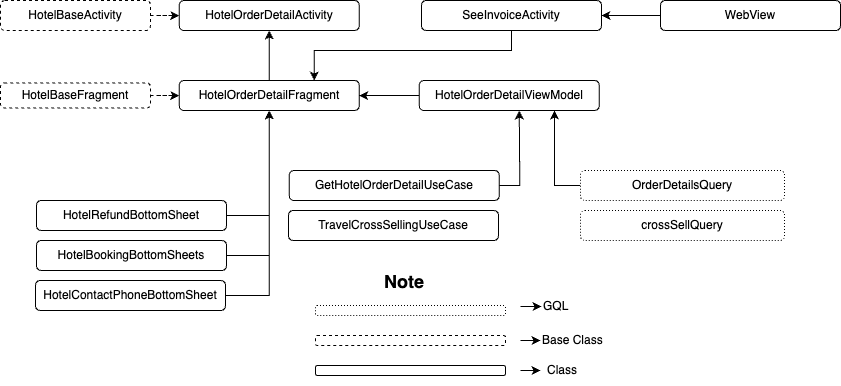 HotelBaseActivity
HotelOrderDetailActivity
SeeInvoiceActivity
WebView
HotelBaseFragment
HotelOrderDetailFragment
HotelOrderDetailViewModel
GetHotelOrderDetailUseCase
OrderDetailsQuery
HotelRefundBottomSheet
TravelCrossSellingUseCase
crossSellQuery
HotelBookingBottomSheets
HotelContactPhoneBottomSheet
Note
GQL
Base Class
Class